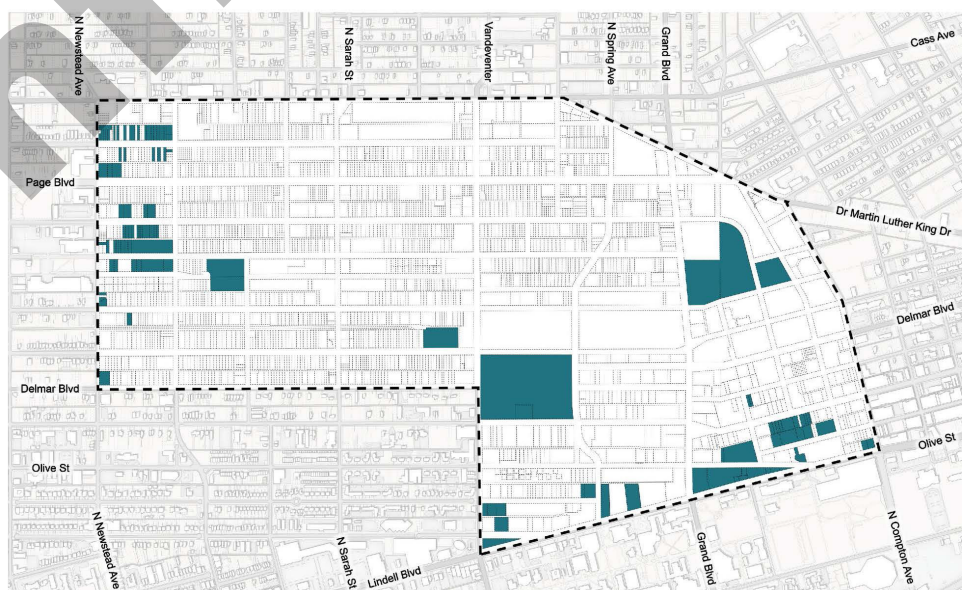 N Newstead Ave
N Sarah St
Vandeventer
N Spring Ave
Grand Blvd
Cass Ave
Page Blvd
Dr Martin Luther King Dr
Delmar Blvd
Delmar Blvd
Olive St
Olive St
N Newstead Ave
N Sarah St
Lindell Blvd
Grand Blvd
N Compton Ave